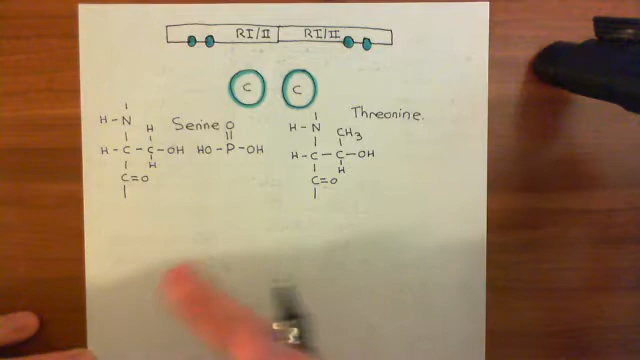 RI/II RI/II
C C
Serine
Threonine.
H-N
H-C-C-OH
H
H
C=O
O
HO-P-OH
H-N
CH3
H-C-C-OH
H
C=O